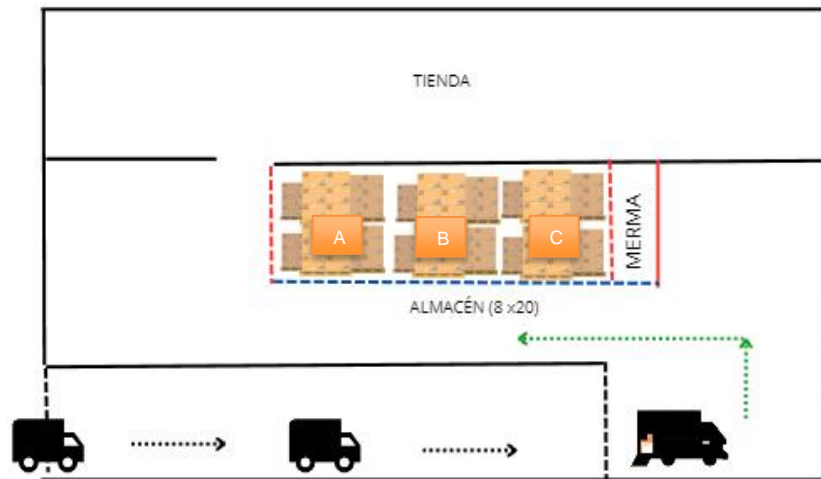 TIENDA
A
B
C
MERMA
ALMACÉN (8 x20)